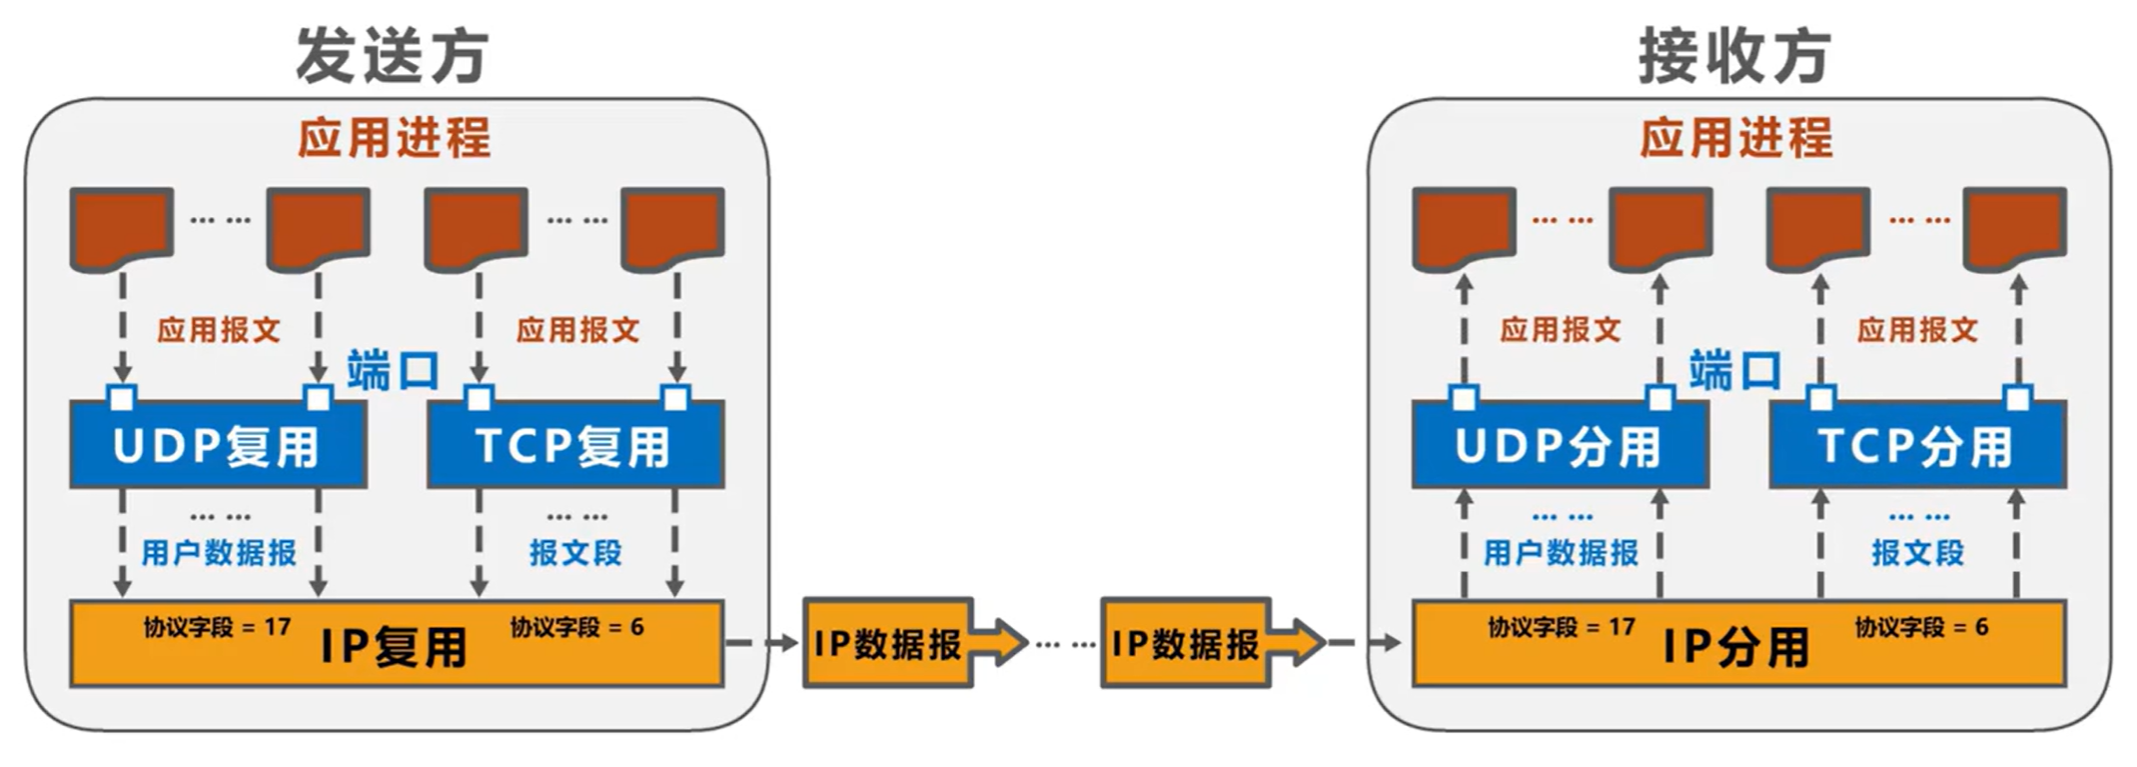 发送方
接收方
应用进程
应用进程
... ...
... ...
... ...
... ...
应用报文
应用报文
应用报文
应用报文
端口
端口
UDP复用
TCP复用
UDP分用
TCP分用
... ...
... ...
... ...
... ...
用户数据报
报文段
用户数据报
报文段
协议字段 = 17
IP复用
协议字段 = 6
IP数据报
... ...
IP数据报
协议字段 = 17
IP分用
协议字段 = 6